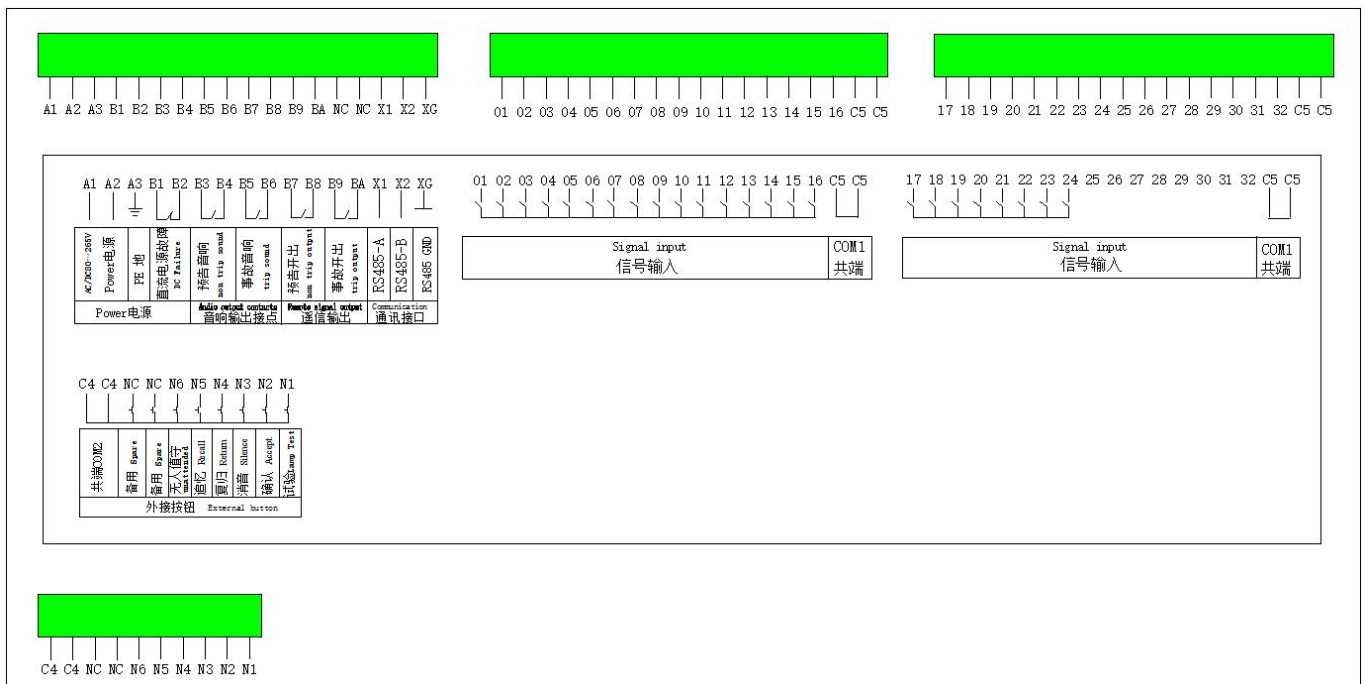 A1 A2 A3 B1 B2 B3 B4 B5 B6 B7 B8 B9 BA NC NC X1 X2 XG
01 02 03 04 05 06 07 08 09 10 11 12 13 14 15 16 C5 C5
17 18 19 20 21 22 23 24 25 26 27 28 29 30 31 32 C5 C5
A1 A2 A3 B1 B2 B3 B4 B5 B6 B7 B8 B9 BA X1 X2 XG
AC/DC80~265V
Power电源
PE 地
直流电源故障
DC Failure
预告音响
non trip sound
事故音响
trip sound
预告开出
non trip output
事故开出
trip output
RS485-A
RS485-B
RS485 GND
Power电源
Audio output contacts
音响输出接点
Remote signal output
遥信输出
Communication
通讯接口
01 02 03 04 05 06 07 08 09 10 11 12 13 14 15 16 C5 C5
Signal input
信号输入
COM1
共端
17 18 19 20 21 22 23 24 25 26 27 28 29 30 31 32 C5 C5
Signal input
信号输入
COM1
共端
C4 C4 NC NC N6 N5 N4 N3 N2 N1
共端COM2
备用 Spare
备用 Spare
无人值守
unattended
追忆 Recall
复归 Return
消音 Silence
确认 Accept
试验Lamp Test
外接按钮 External button
C4 C4 NC NC N6 N5 N4 N3 N2 N1